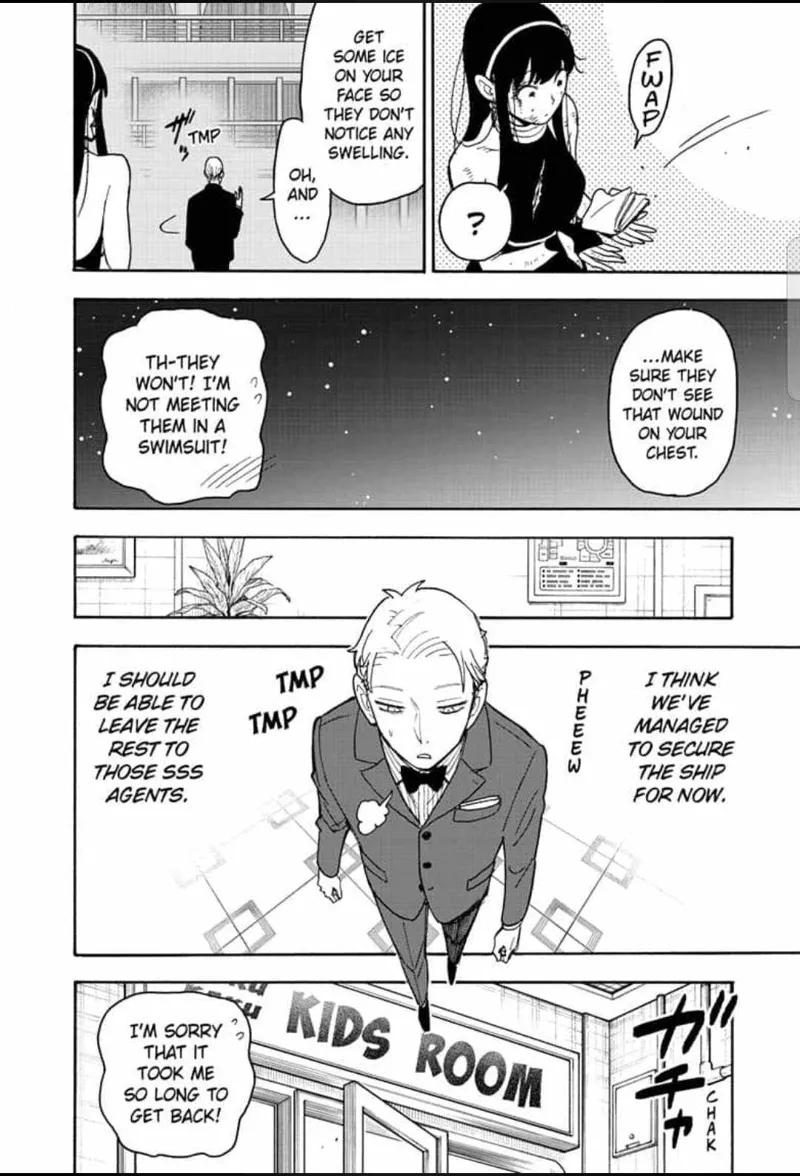 FWAP
?
GET
SOME ICE
ON YOUR
FACE SO
THEY DON'T
NOTICE ANY
SWELLING.
OH,
AND
...
ザッ
TMP
...MAKE
SURE THEY
DON'T SEE
THAT WOUND
ON YOUR
CHEST.
TH-THEY
WON'T! I'M
NOT MEETING
THEM IN A
SWIMSUIT!
I THINK
WE'VE
MANAGED
TO SECURE
THE SHIP
FOR NOW.
PHEEEW
TMP
TMP
I SHOULD
BE ABLE TO
LEAVE THE
REST TO
THOSE SSS
AGENTS.
KIDS ROOM
ガチャ
CHAK
I'M SORRY
THAT IT
TOOK ME
SO LONG TO
GET BACK!